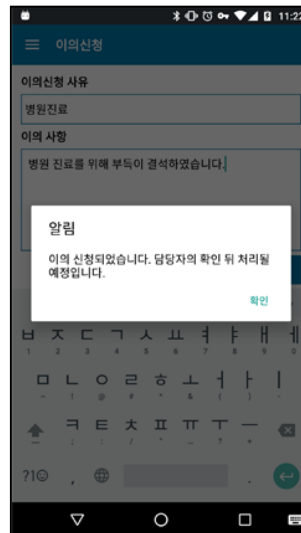 11:22
이의신청
이의신청 사유
병원진료
이의 사항
병원 진료를 위해 부득이 결석하였습니다.
알림
이의 신청되었습니다. 담당자의 확인 뒤 처리될
예정입니다.
확인
ㅂ ㅈ ㄷ ㄱ ㅅ ㅛ ㅕ ㅑ ㅐ ㅔ
1 2 3 4 5 6 7 8 9 0
ㅁ ㄴ ㅇ ㄹ ㅎ ㅗ ㅓ ㅏ ㅣ
~ ! @ # ^ & ( )
ㅋ ㅌ ㅊ ㅍ ㅠ ㅜ ㅡ
?1☺ , .